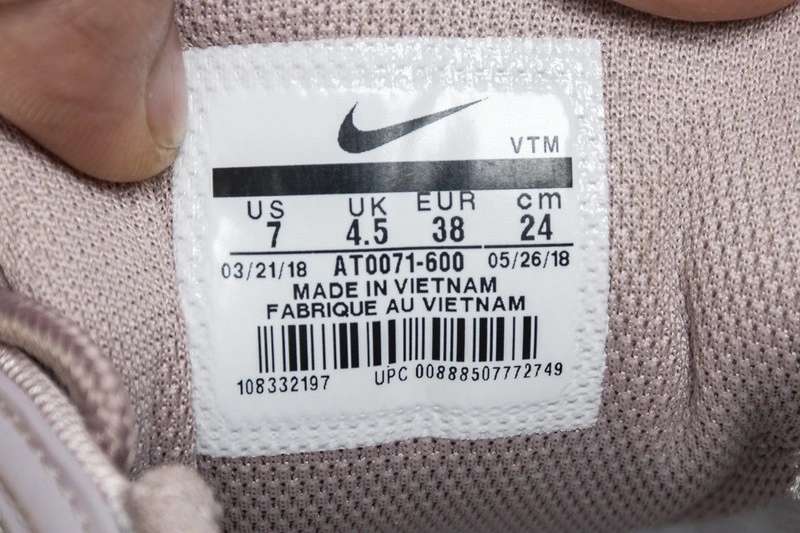 VTM
US UK EUR cm
7 4.5 38 24
03/21/18 AT0071-600 05/26/18
MADE IN VIETNAM
FABRIQUE AU VIETNAM
108332197 UPC 00888507772749